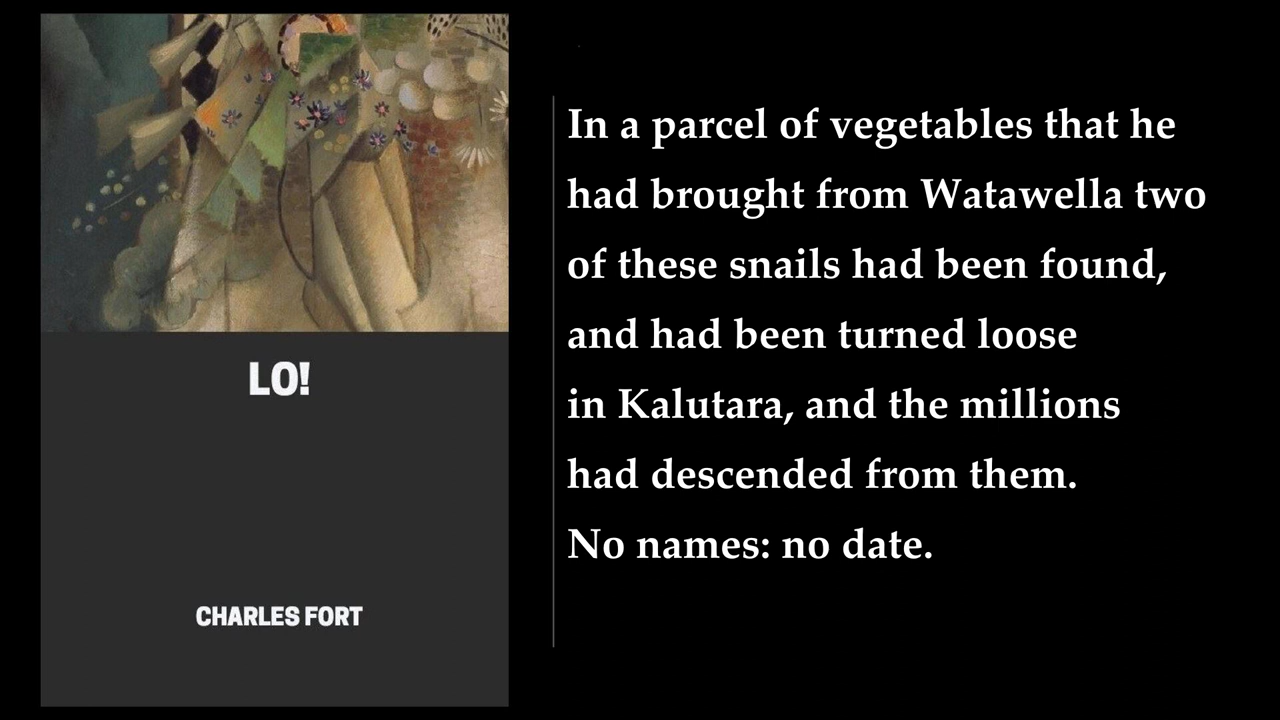 LO!
CHARLES FORT
In a parcel of vegetables that he
had brought from Watawella two
of these snails had been found,
and had been turned loose
in Kalutara, and the millions
had descended from them.
No names: no date.